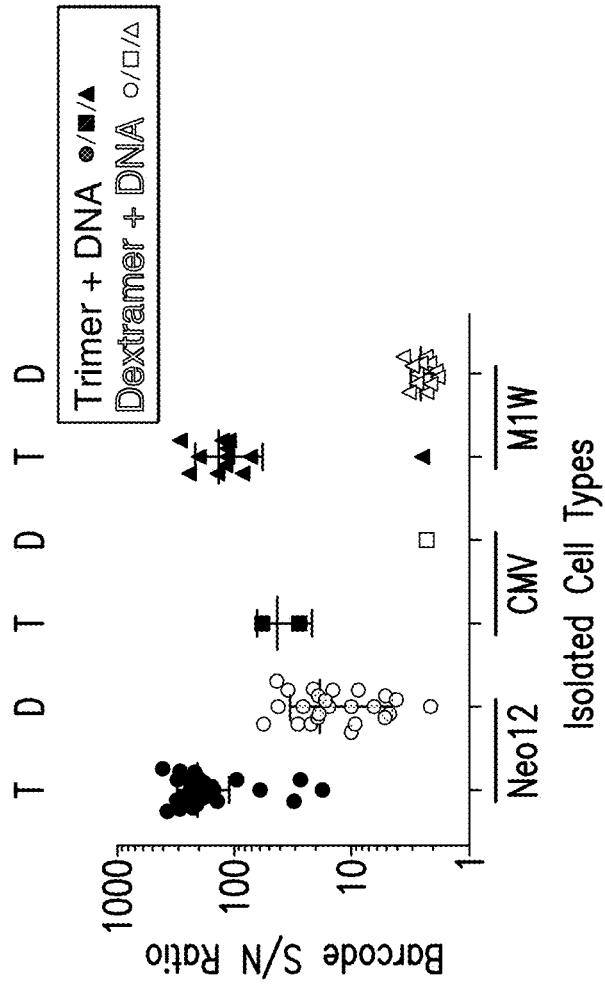 Trimer + DNA ●/■/▲
Dextramer + DNA ○/□/△
T D T D T D
Barcode S/N Ratio
1000
100
10
1
Neo12 CMV M1W
Isolated Cell Types